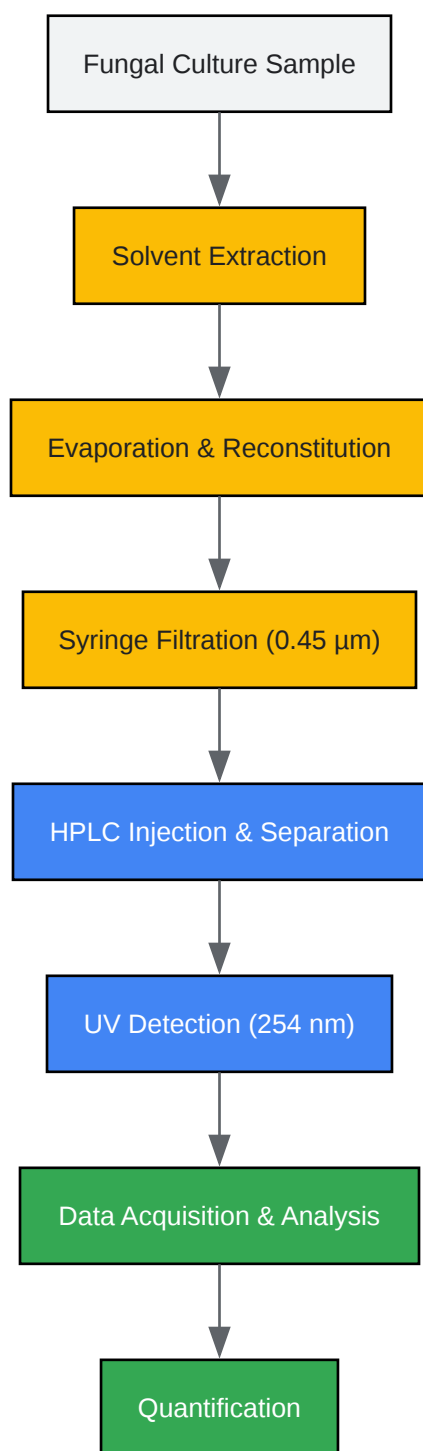 Fungal Culture Sample
Solvent Extraction
Evaporation & Reconstitution
Syringe Filtration (0.45 µm)
HPLC Injection & Separation
UV Detection (254 nm)
Data Acquisition & Analysis
Quantification